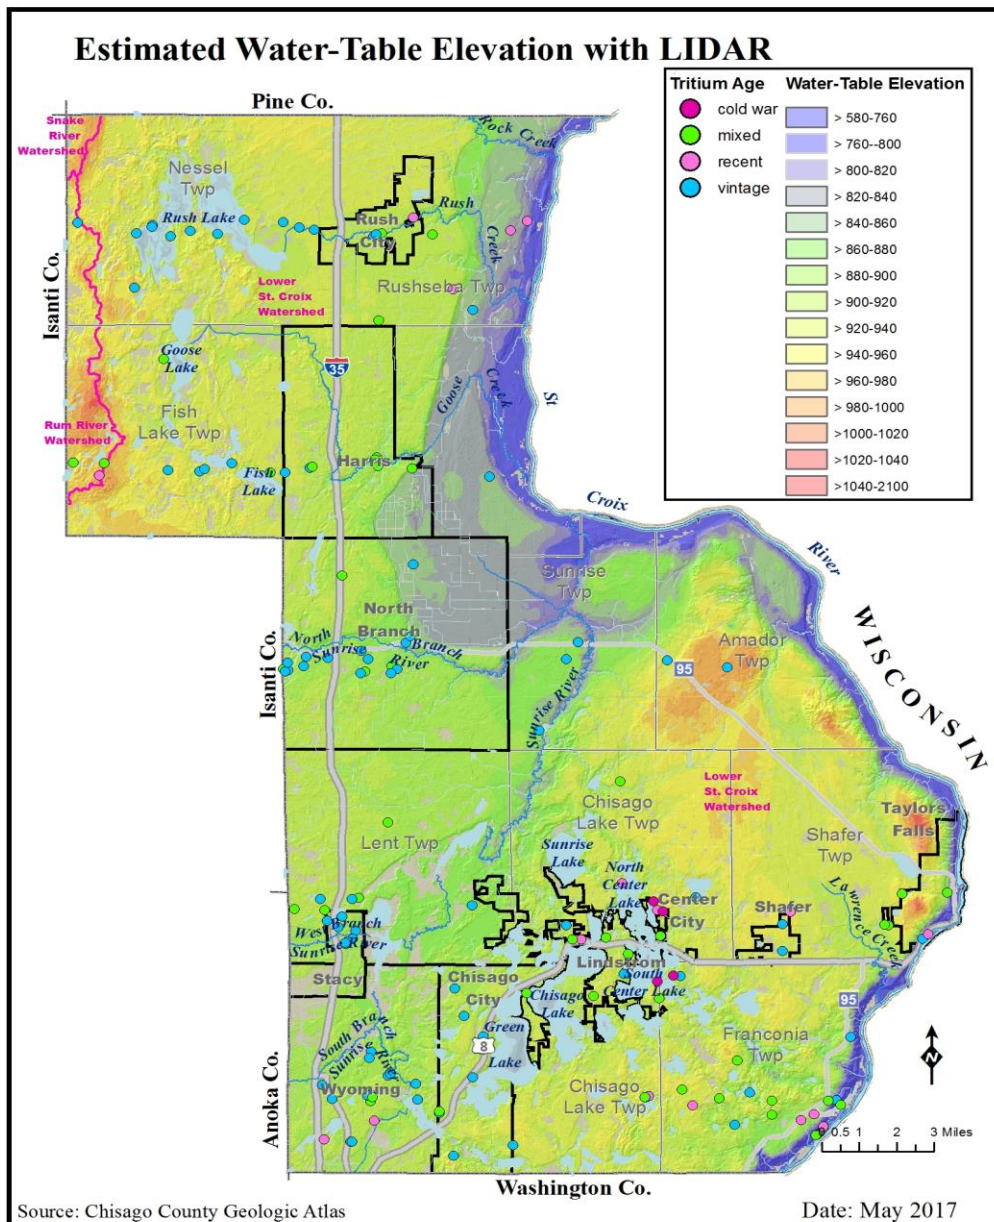 Estimated Water-Table Elevation with LIDAR
Tritium Age
cold war
mixed
recent
vintage
Water-Table Elevation
> 580-760
> 760--800
> 800-820
> 820-840
> 840-860
> 860-880
> 880-900
> 900-920
> 920-940
> 940-960
> 960-980
> 980-1000
>1000-1020
>1020-1040
>1040-2100
Pine Co.
Snake
River
Watershed
Rock Creek
Nessel
Twp
Rush Lake
Rush
Rush
City
Creek
Isanti Co.
Lower
St. Croix
Watershed
Rushseba Twp
Goose
Lake
35
Goose
Creek
St
Fish
Lake Twp
Rum River
Watershed
Harris
Fish
Lake
Croix
River
Sunrise
Twp
North
Branch
North
Branch
Sunrise
River
Isanti Co.
Amador
Twp
95
WISCONSIN
Sunrise River
Lower
St. Croix
Watershed
Chisago
Lake Twp
Lent Twp
Taylors
Falls
Shafer
Twp
Sunrise
Lake
North
Center
Lake
Center
City
Shafer
Lawrence Creek
West Branch
Sunrise River
Stacy
Lindstrom
Chisago
City
South
Center Lake
Chisago
Lake
95
Green
Lake
8
South Branch
Sunrise River
Franconia
Twp
Wyoming
Chisago
Lake Twp
Anoka Co.
N
0 0.5 1 2 3 Miles
Washington Co.
Source: Chisago County Geologic Atlas
Date: May 2017